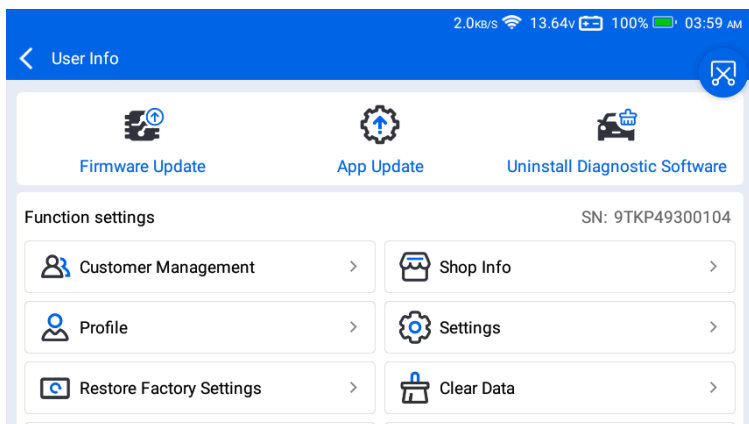 2.0KB/S 13.64V 100% 03:59 AM
User Info
Firmware Update App Update Uninstall Diagnostic Software
Function settings SN: 9TKP49300104
Customer Management Shop Info
Profile Settings
Restore Factory Settings Clear Data